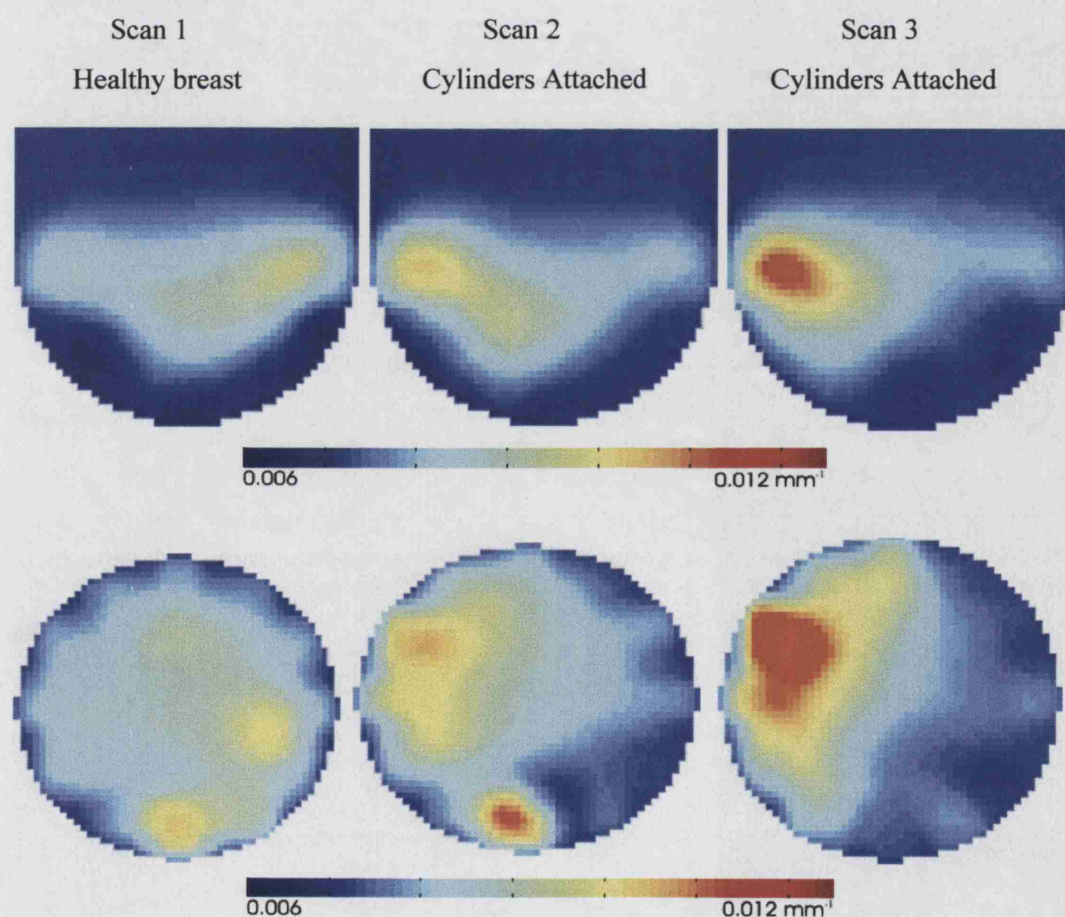 Scan 1
Scan 2
Scan 3
Healthy breast
Cylinders Attached
Cylinders Attached
0.006
0.012 mm⁻¹
0.006
0.012 mm⁻¹